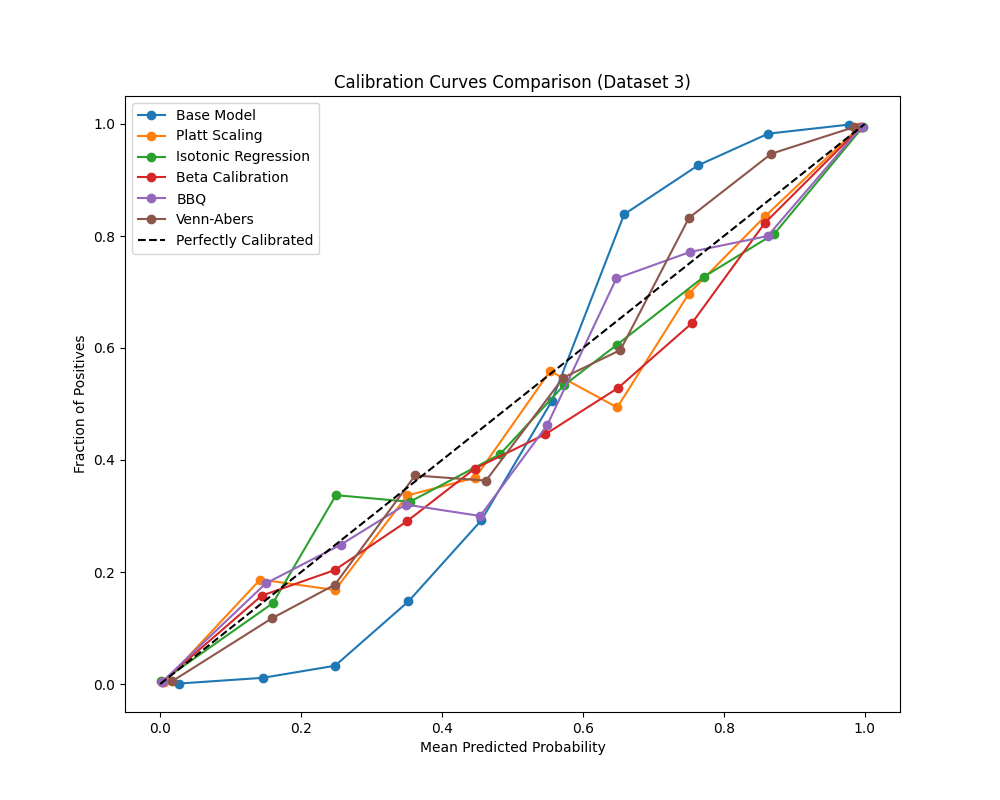 Calibration Curves Comparison (Dataset 3)
Base Model
Platt Scaling
Isotonic Regression
Beta Calibration
BBQ
Venn-Abers
Perfectly Calibrated
Fraction of Positives
1.0
0.8
0.6
0.4
0.2
0.0
0.0 0.2 0.4 0.6 0.8 1.0
Mean Predicted Probability